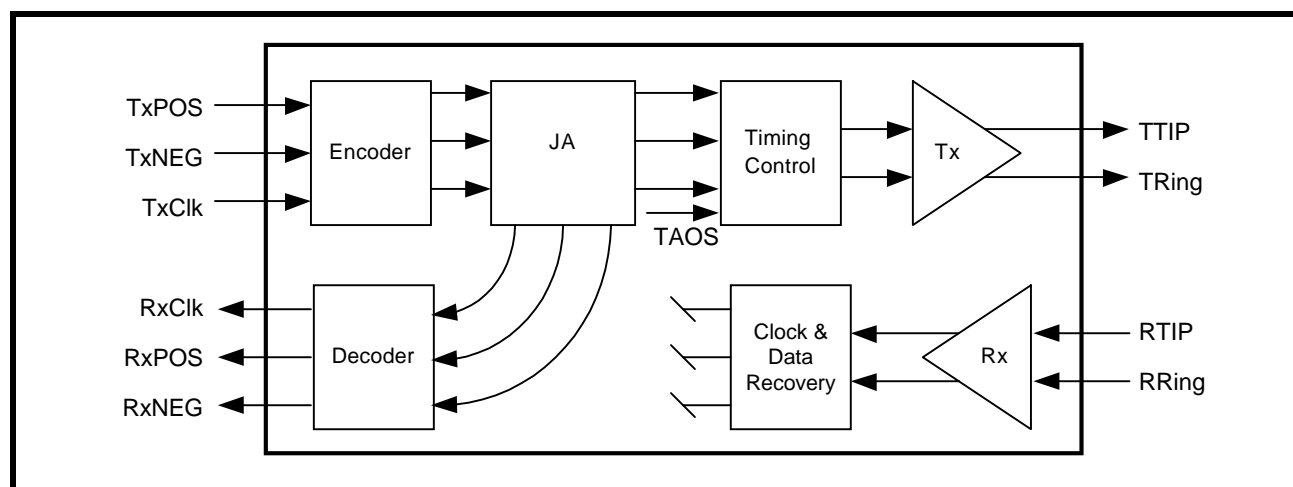 TxPOS
TxNEG
TxClk
Encoder
JA
TAOS
Timing
Control
Tx
TTIP
TRing
RxClk
RxPOS
RxNEG
Decoder
Clock &
Data
Recovery
Rx
RTIP
RRing